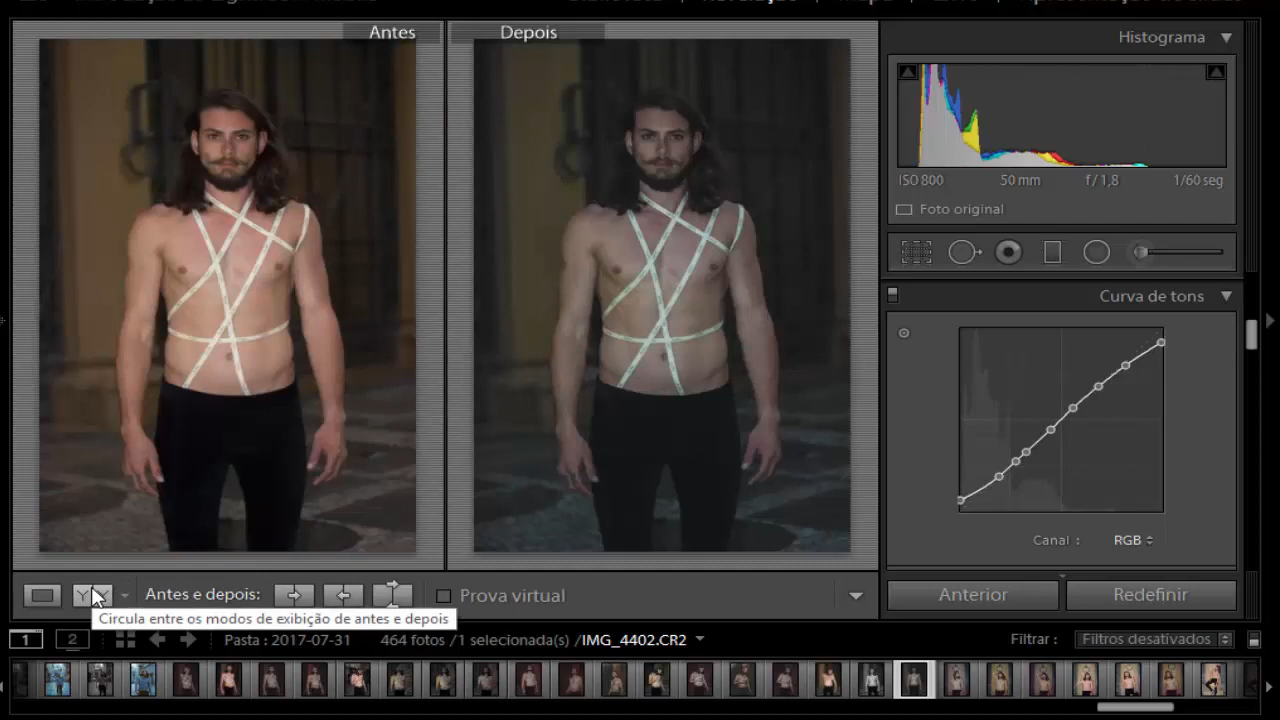 Antes
Depois
Histograma
ISO 800 50 mm f / 1,8 1/60 seg
Foto original
Curva de tons
Canal : RGB
Antes e depois:
Prova virtual
Anterior
Redefinir
Circula entre os modos de exibição de antes e depois
1 2 Pasta : 2017-07-31 464 fotos /1 selecionada(s) /IMG_4402.CR2 Filtrar : Filtros desativados